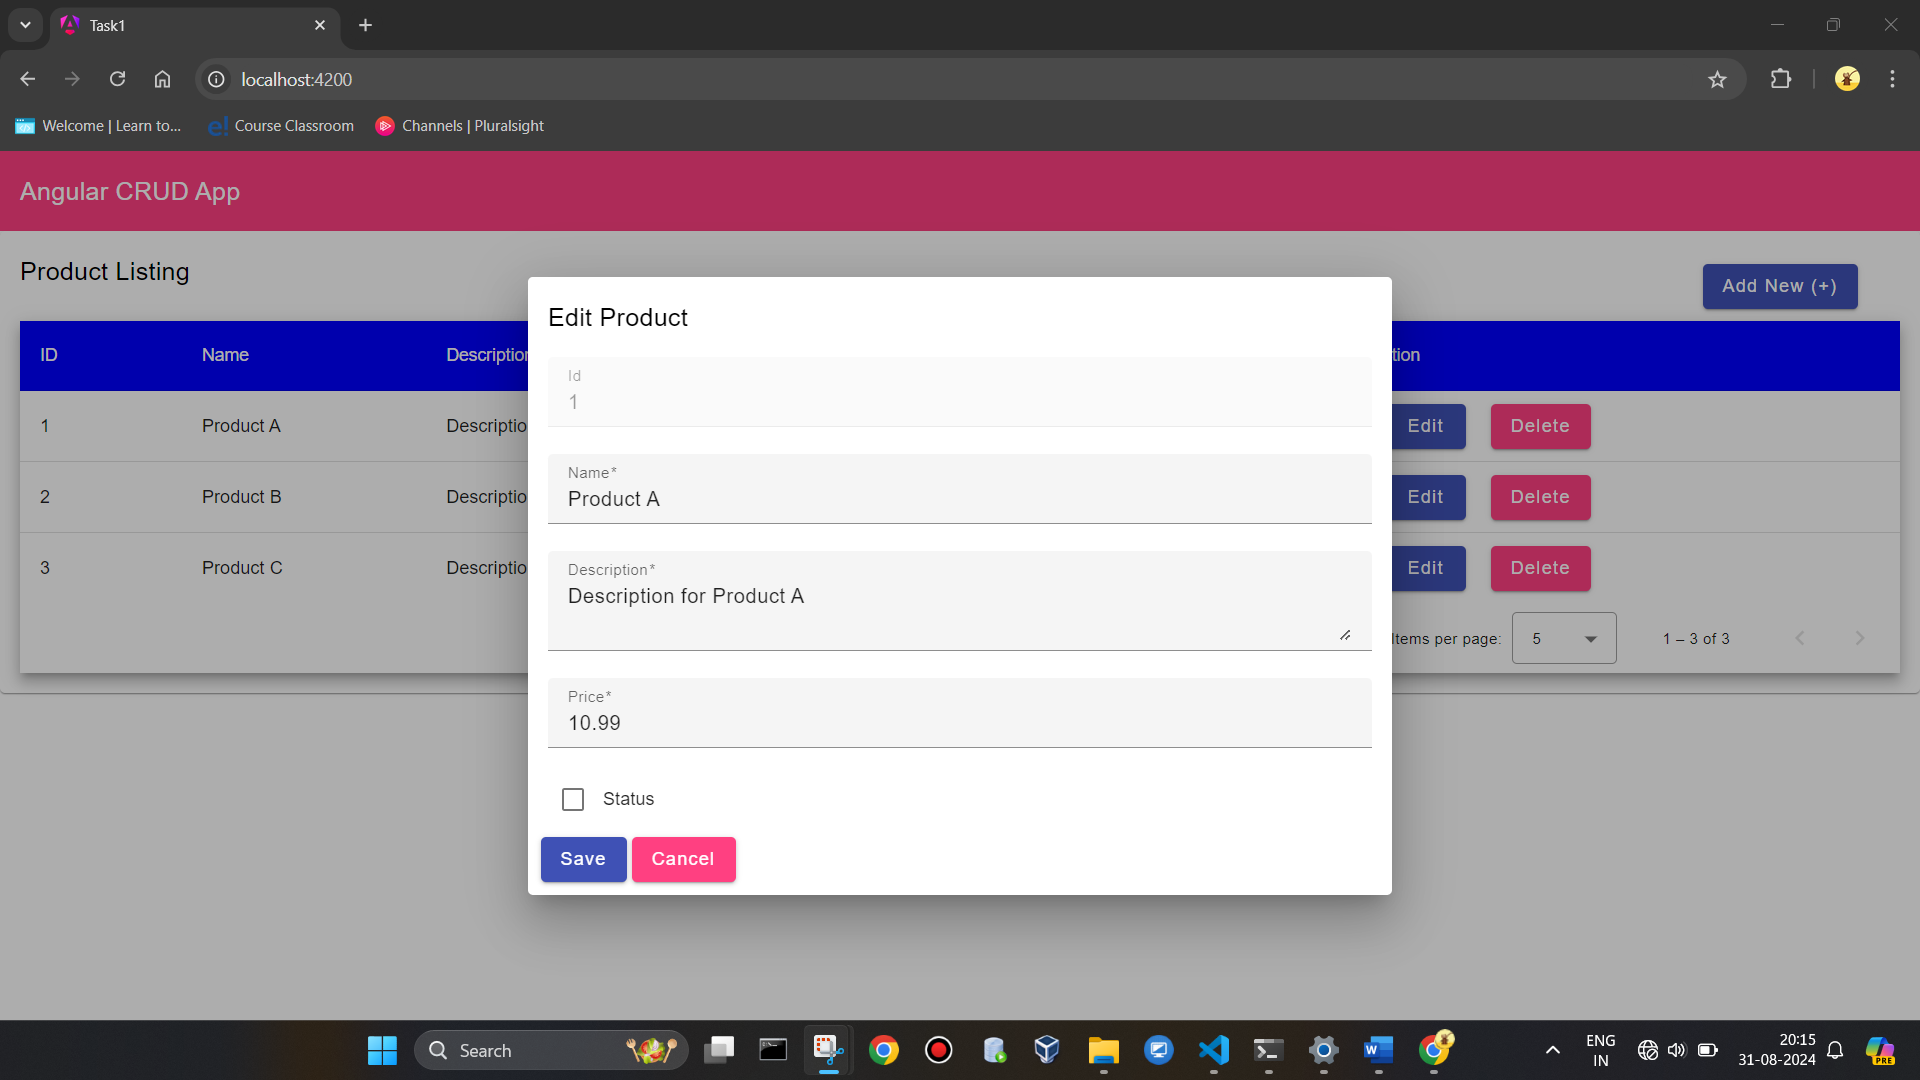 Task1
localhost:4200
Welcome | Learn to...
e! Course Classroom
Channels | Pluralsight
Angular CRUD App
Product Listing
Add New (+)
ID Name Description tion
1 Product A Descriptio Edit Delete
2 Product B Descriptio Edit Delete
3 Product C Descriptio Edit Delete
Items per page: 5 1 – 3 of 3
Edit Product
Id
1
Name*
Product A
Description*
Description for Product A
Price*
10.99
Status
Save Cancel
Search
ENG
IN
20:15
31-08-2024
PRE